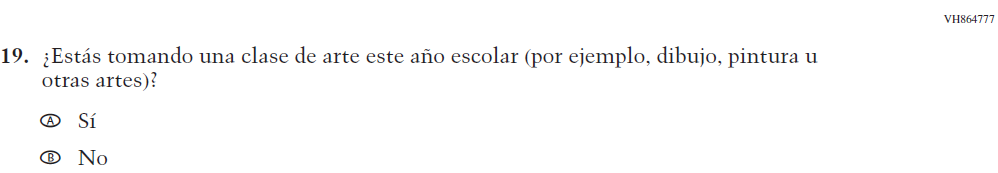 VH864777
19. ¿Estás tomando una clase de arte este año escolar (por ejemplo, dibujo, pintura u
otras artes)?
A Sí
B No